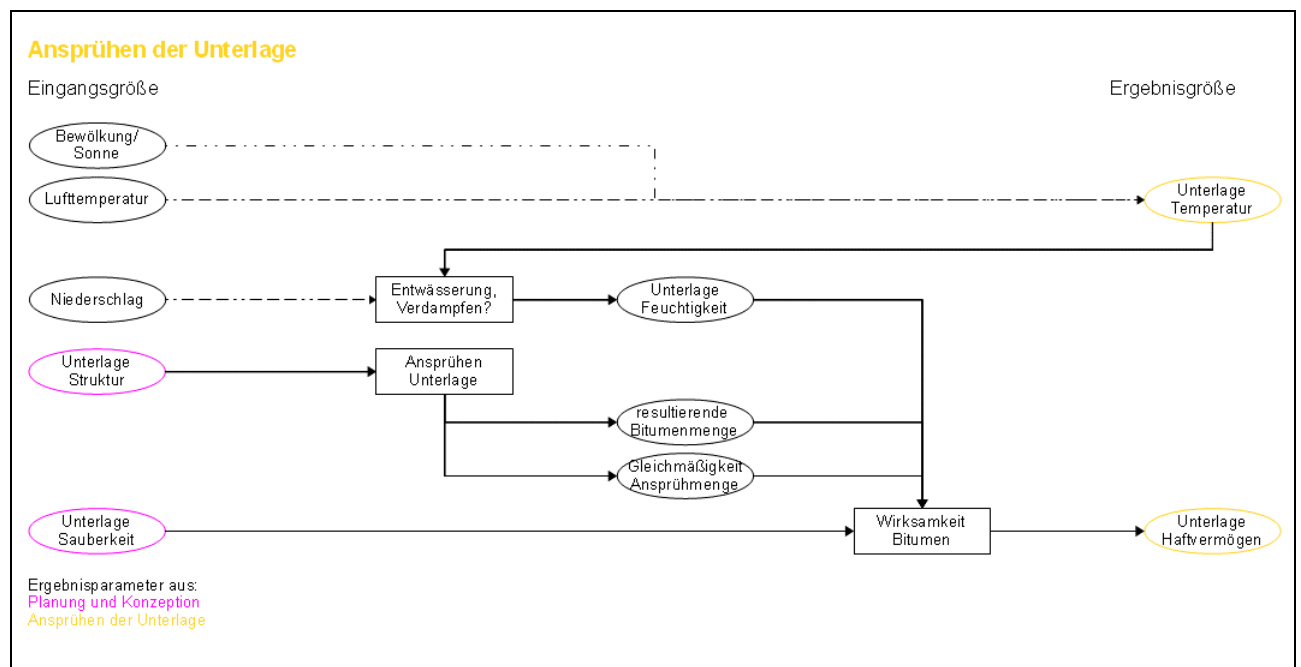 Ansprühen der Unterlage
Eingangsgröße
Ergebnisgröße
Bewölkung/
Sonne
Lufttemperatur
Unterlage
Temperatur
Niederschlag
Entwässerung,
Verdampfen?
Unterlage
Feuchtigkeit
Unterlage
Struktur
Ansprühen
Unterlage
resultierende
Bitumenmenge
Gleichmäßigkeit
Ansprühmenge
Unterlage
Sauberkeit
Wirksamkeit
Bitumen
Unterlage
Haftvermögen
Ergebnisparameter aus:
Planung und Konzeption
Ansprühen der Unterlage